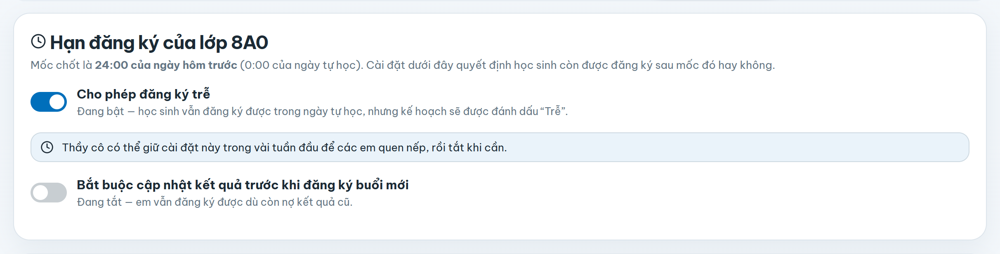 Hạn đăng ký của lớp 8A0
Mốc chốt là 24:00 của ngày hôm trước (0:00 của ngày tự học). Cài đặt dưới đây quyết định học sinh còn được đăng ký sau mốc đó hay không.
Cho phép đăng ký trễ
Đang bật — học sinh vẫn đăng ký được trong ngày tự học, nhưng kế hoạch sẽ được đánh dấu “Trễ”.
Thầy cô có thể giữ cài đặt này trong vài tuần đầu để các em quen nếp, rồi tắt khi cần.
Bắt buộc cập nhật kết quả trước khi đăng ký buổi mới
Đang tắt — em vẫn đăng ký được dù còn nợ kết quả cũ.